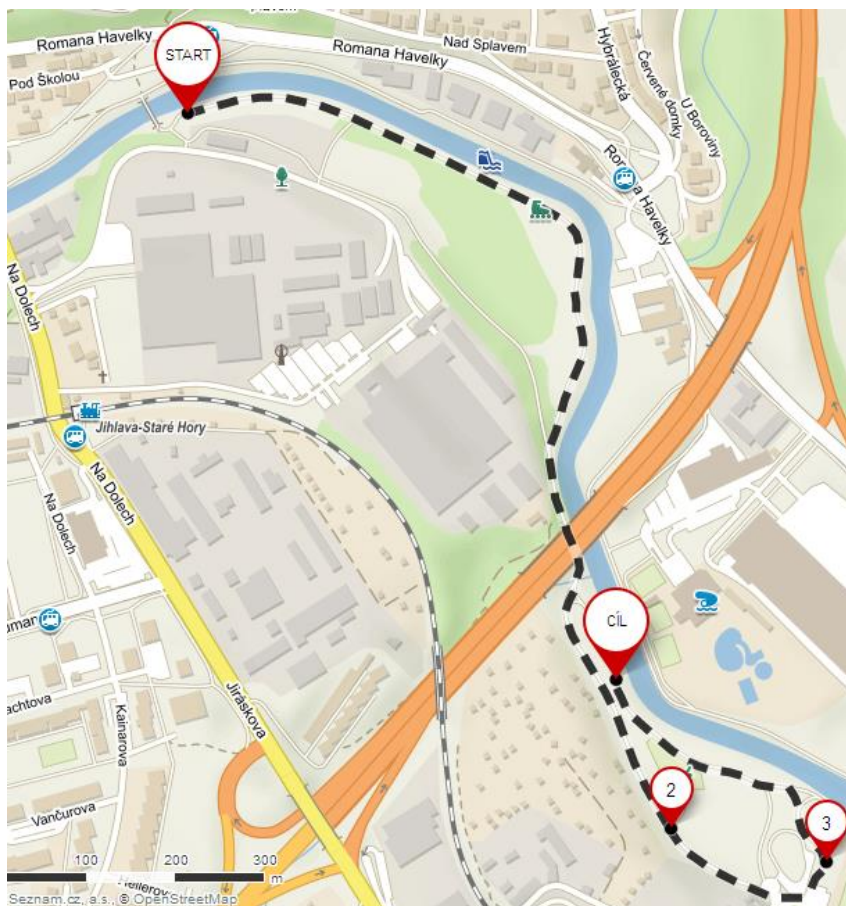 Romana Havelky
START
Romana Havelky
Nad Splavem
Pod Školou
Hybrálecká
Červené domky
U Boroviny
Romana Havelky
Na Dolech
Jihlava-Staré Hory
Na Dolech
Na Dolech
CÍL
Jiráskova
Kainarova
Vančurova
2
3
100 200 300
m
Seznam.cz, a.s., © OpenStreetMap